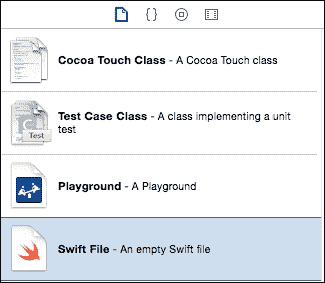 Cocoa Touch Class - A Cocoa Touch class
Test Case Class - A class implementing a unit
test
Test
Playground - A Playground
Swift File - An empty Swift file